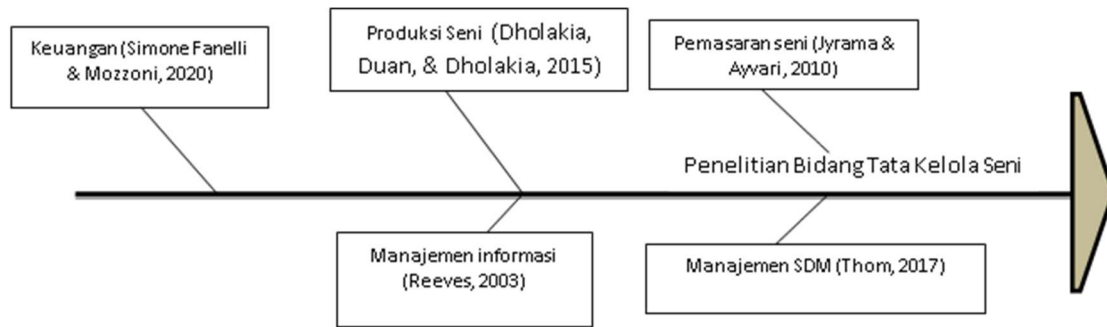 Keuangan (Simone Fanelli
& Mozzoni, 2020)
Produksi Seni (Dholakia,
Duan, & Dholakia, 2015)
Pemasaran seni (Jyrama &
Ayvari, 2010)
Penelitian Bidang Tata Kelola Seni
Manajemen informasi
(Reeves, 2003)
Manajemen SDM (Thom, 2017)